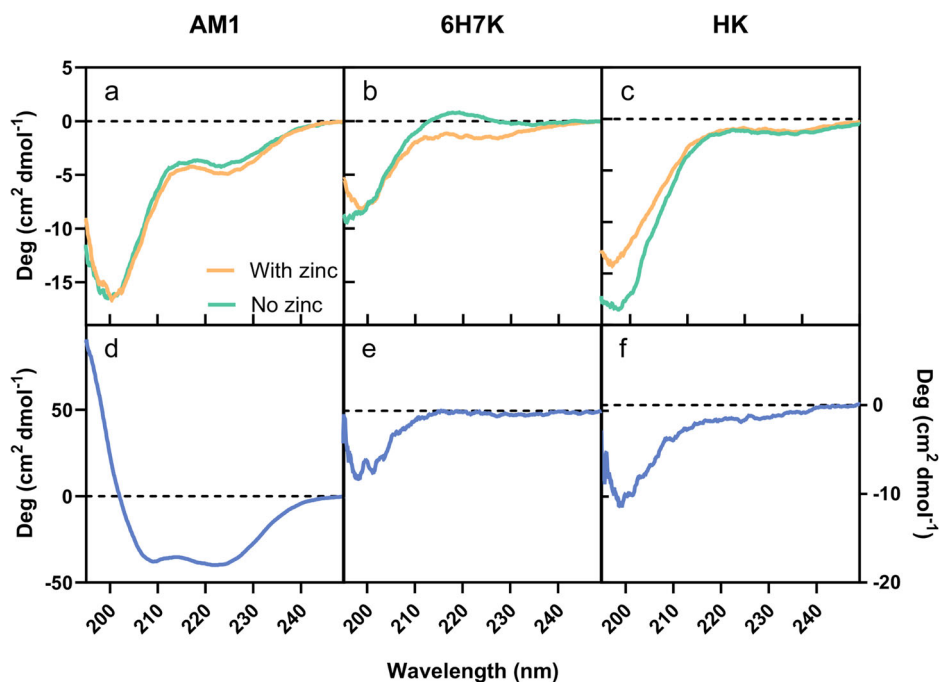 AM1 6H7K HK
a b c
5
0
-5
-10
-15
Deg (cm² dmol⁻¹)
With zinc
No zinc
d e f
50
0
-50
Deg (cm² dmol⁻¹)
0
-10
-20
Deg (cm² dmol⁻¹)
200 210 220 230 240 200 210 220 230 240 200 210 220 230 240
Wavelength (nm)